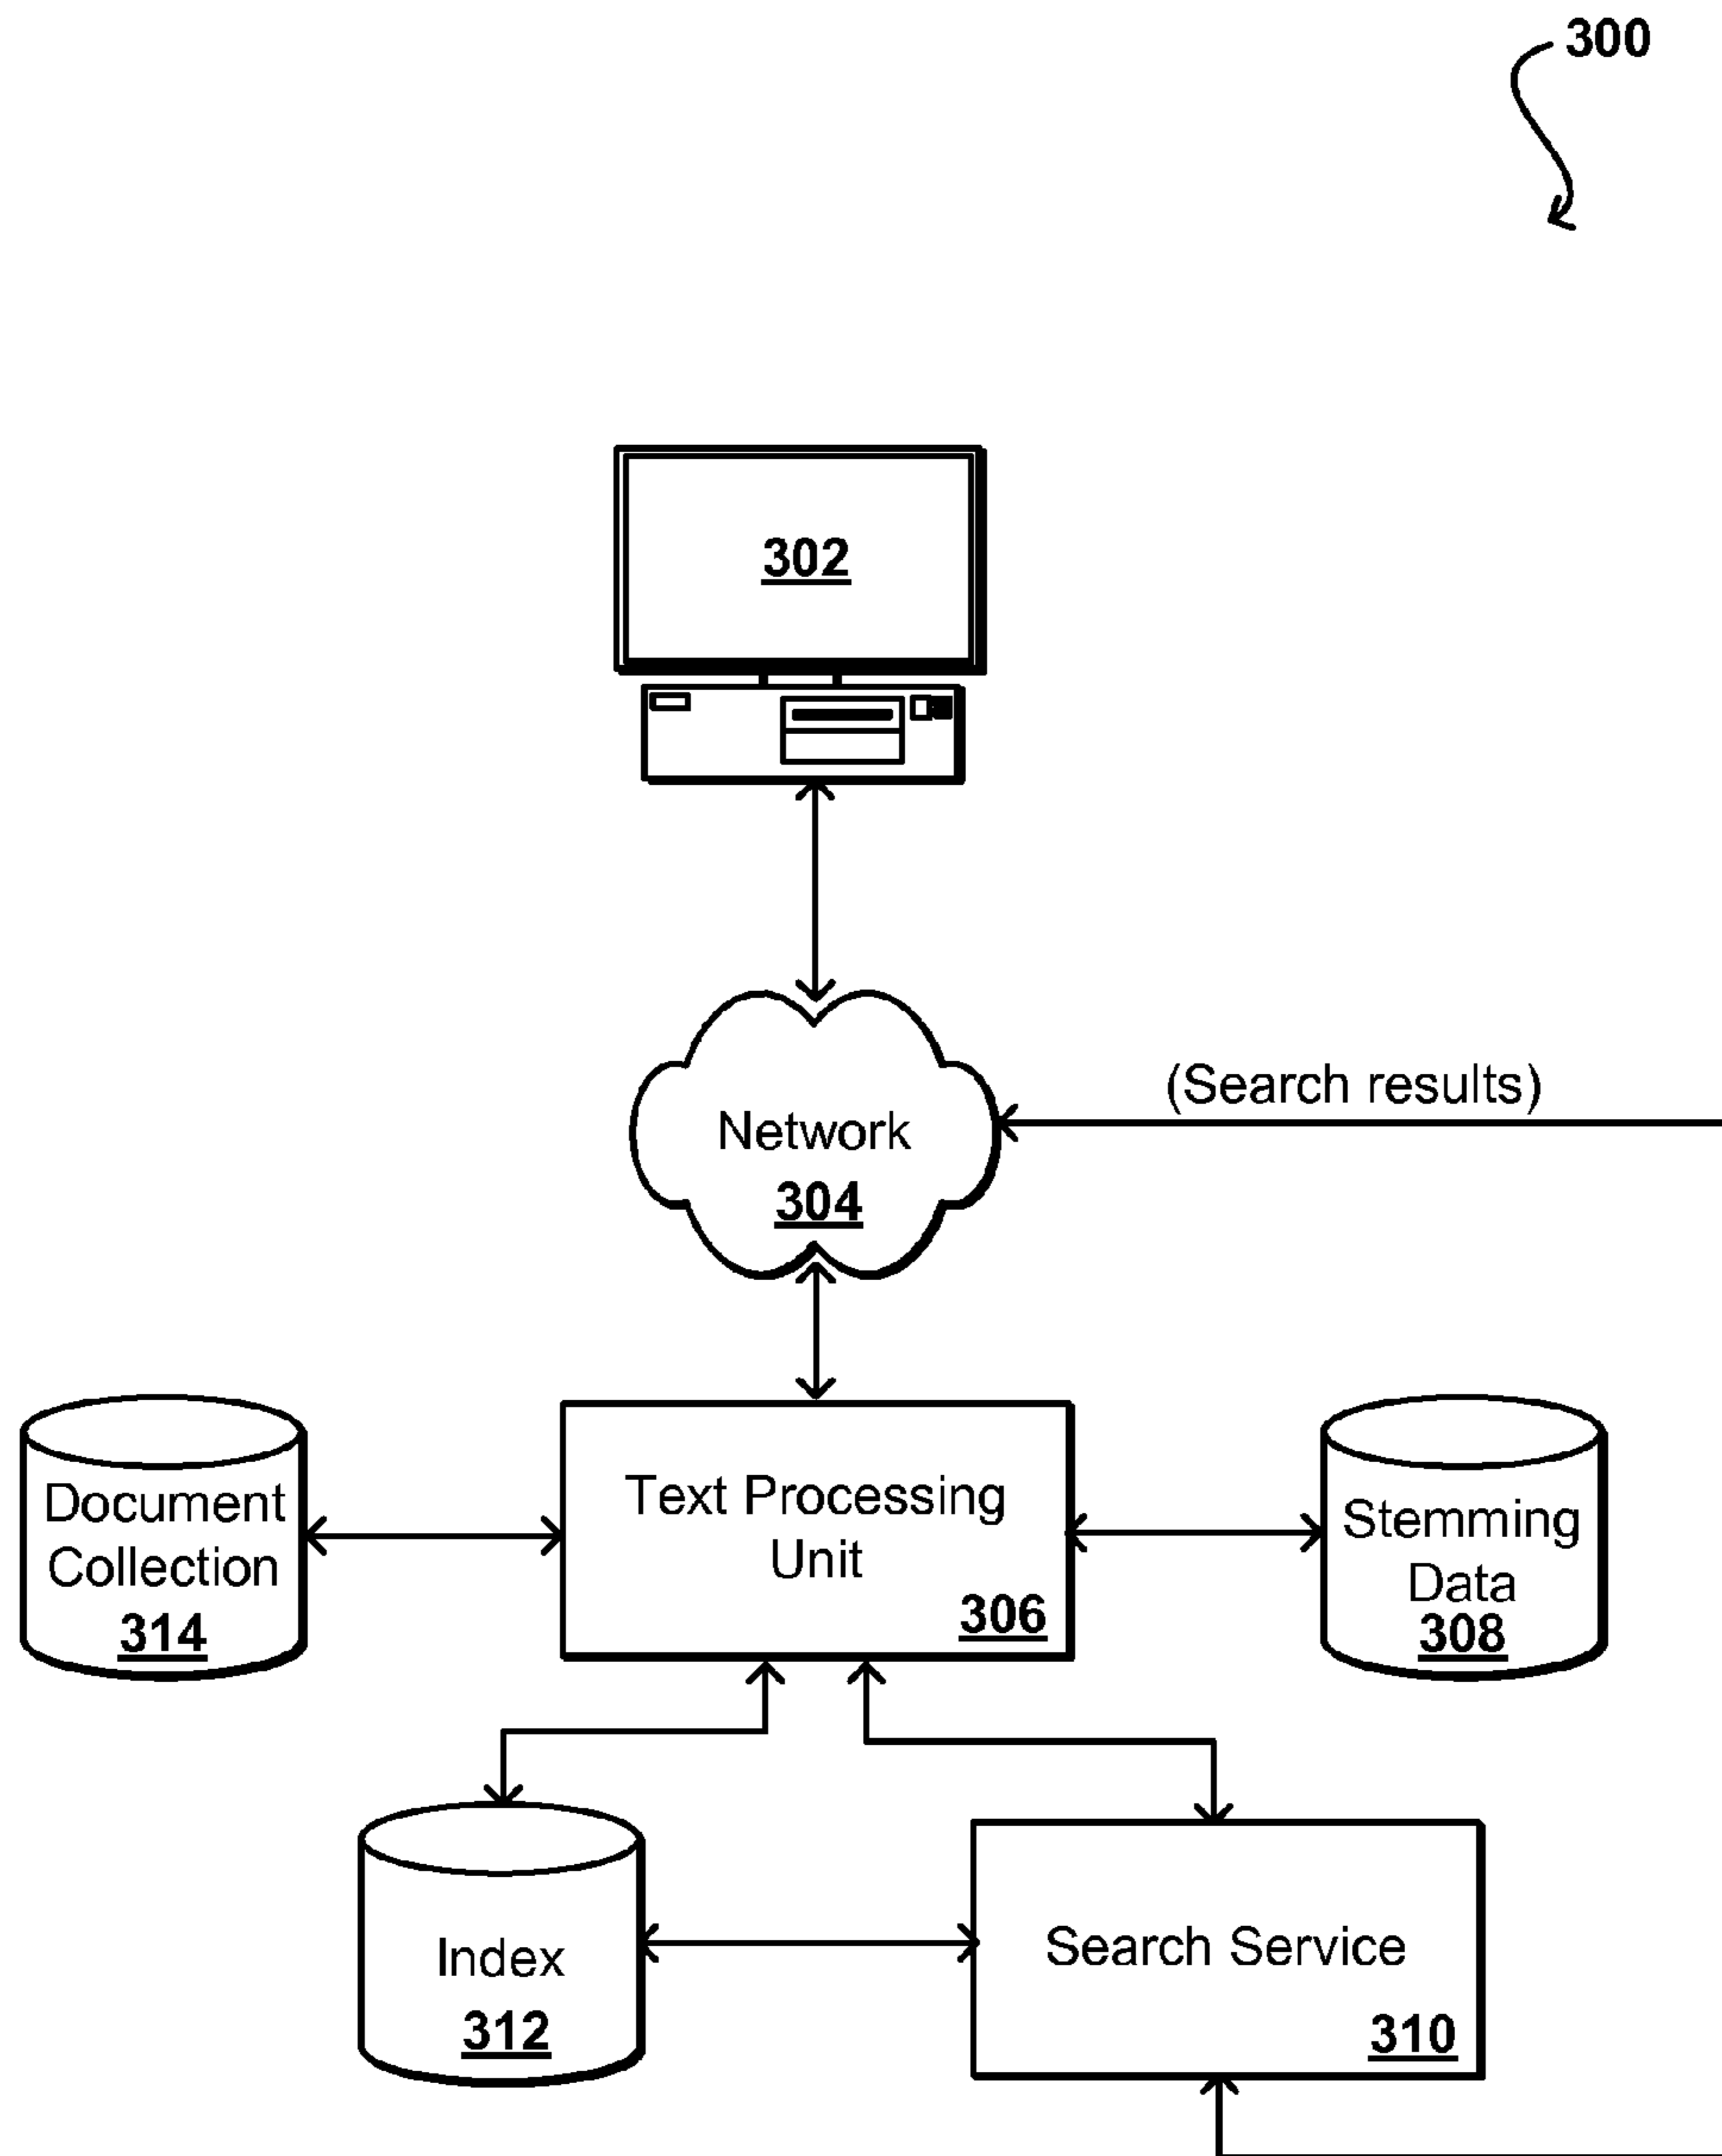 300
302
(Search results)
Network
304
Document
Collection
314
Text Processing
Unit
306
Stemming
Data
308
Index
312
Search Service
310